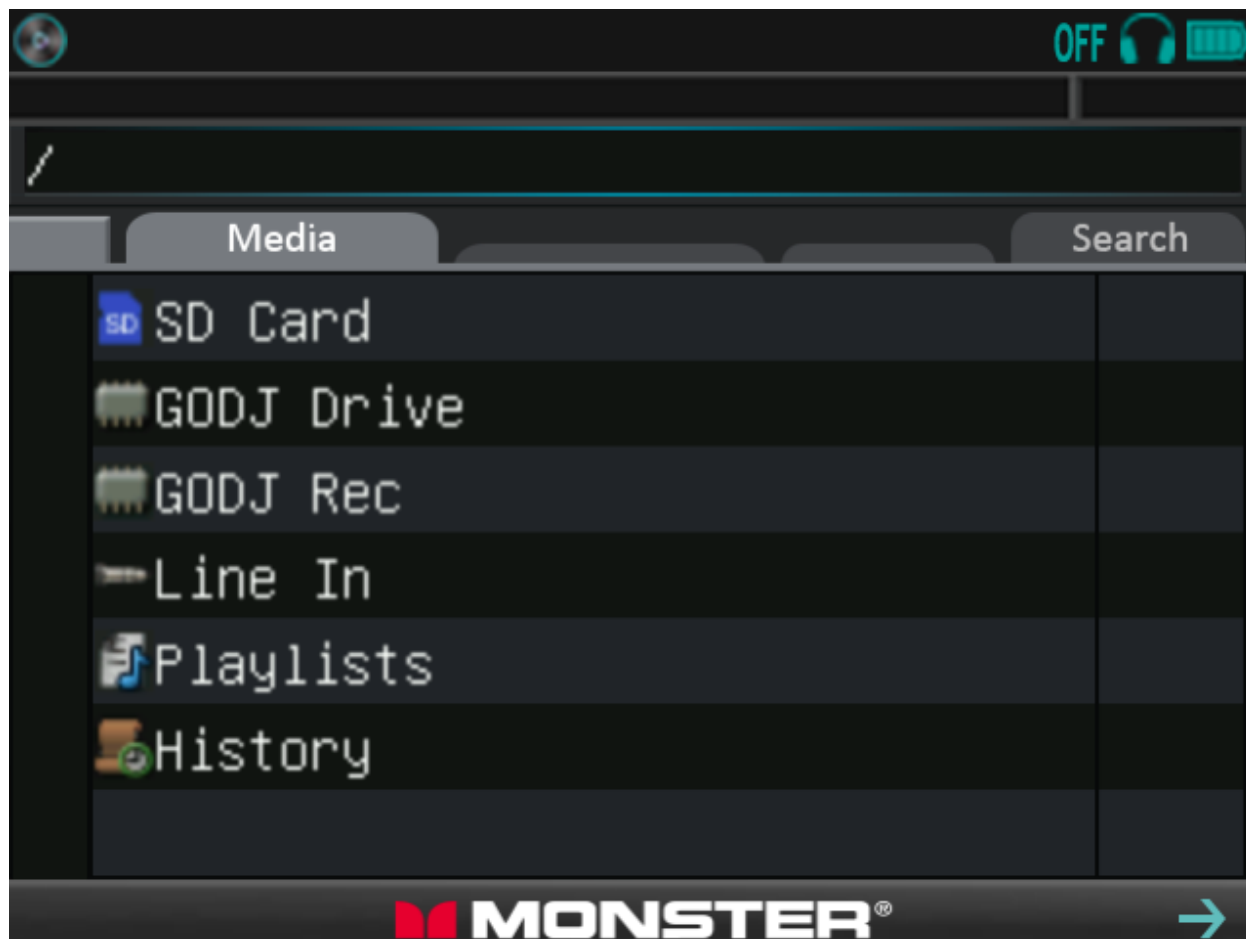 OFF
/
Media
Search
SD
SD Card
GODJ Drive
GODJ Rec
Line In
Playlists
History
MONSTER®